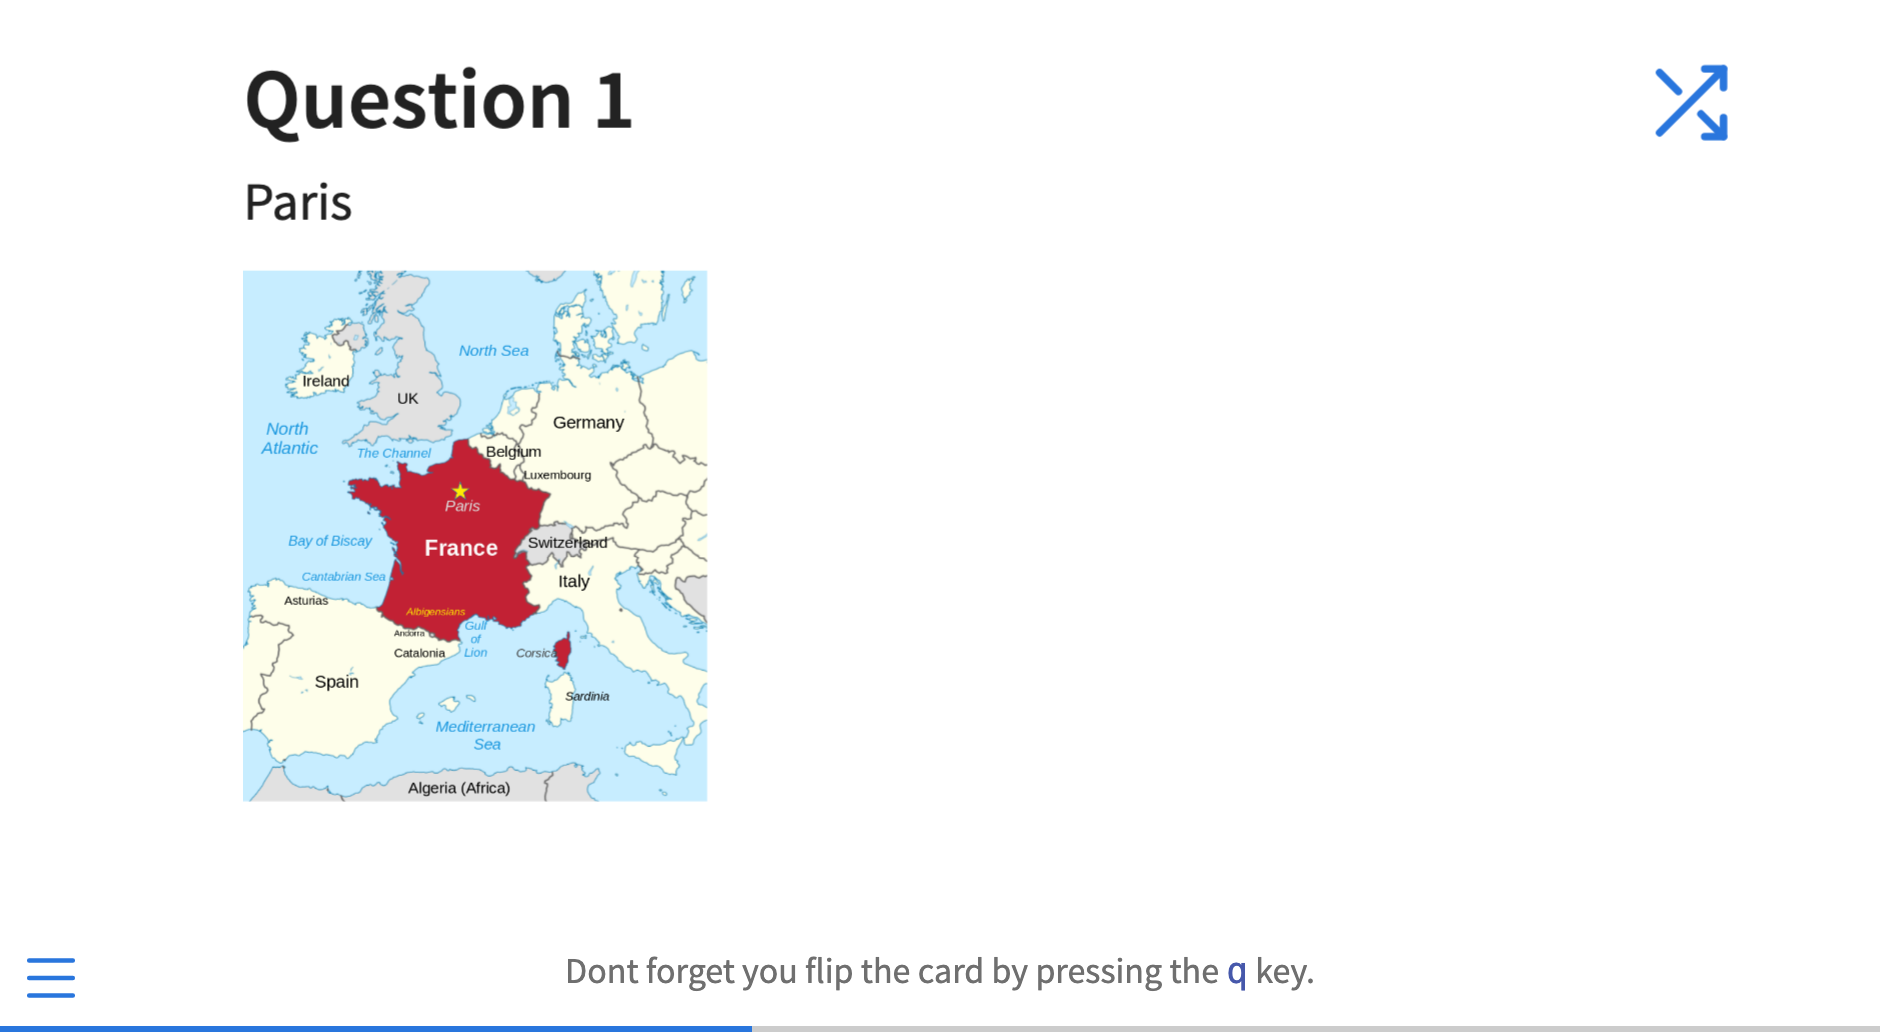 Question 1
Paris
North Sea
Ireland
UK
North
Atlantic
Germany
The Channel
Belgium
Luxembourg
Paris
Bay of Biscay
France
Switzerland
Cantabrian Sea
Italy
Asturias
Albigensians
Gulf
of
Lion
Andorra
Catalonia
Corsica
Spain
Sardinia
Mediterranean
Sea
Algeria (Africa)
Dont forget you flip the card by pressing the q key.